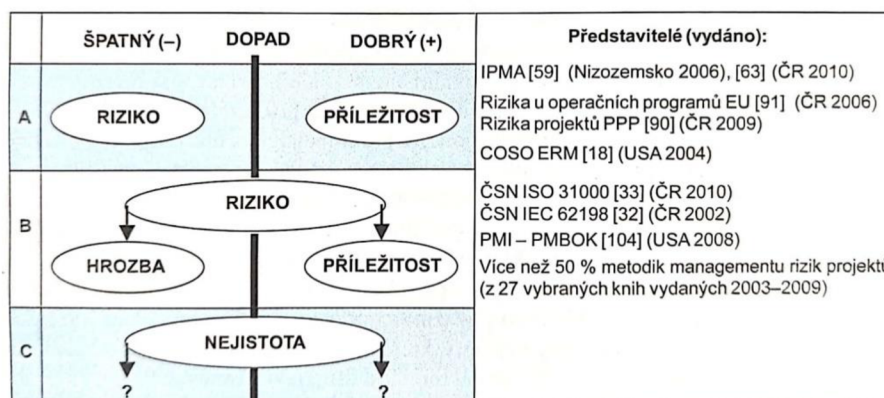 ŠPATNÝ (–) DOPAD DOBRÝ (+)
Představitelé (vydáno):
A
RIZIKO
PŘÍLEŽITOST
IPMA [59] (Nizozemsko 2006), [63] (ČR 2010)
Rizika u operačních programů EU [91] (ČR 2006)
Rizika projektů PPP [90] (ČR 2009)
COSO ERM [18] (USA 2004)
B
RIZIKO
HROZBA
PŘÍLEŽITOST
ČSN ISO 31000 [33] (ČR 2010)
ČSN IEC 62198 [32] (ČR 2002)
PMI – PMBOK [104] (USA 2008)
Více než 50 % metodik managementu rizik projektů
(z 27 vybraných knih vydaných 2003–2009)
C
NEJISTOTA
? ?